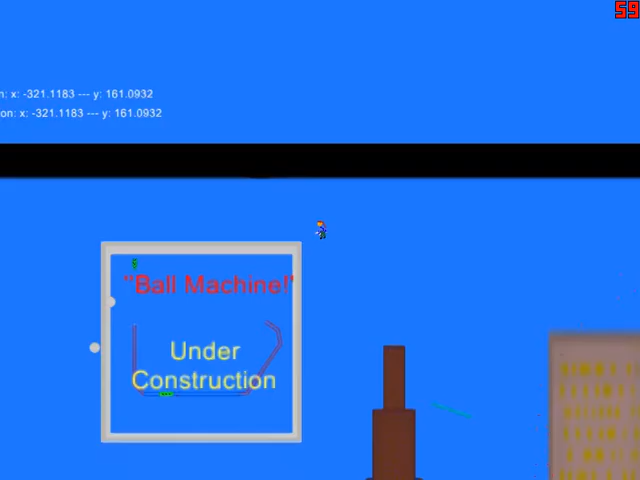 59
n: x: -321.1183 --- y: 161.0932
on: x: -321.1183 --- y: 161.0932
"Ball Machine!"
Under
Construction